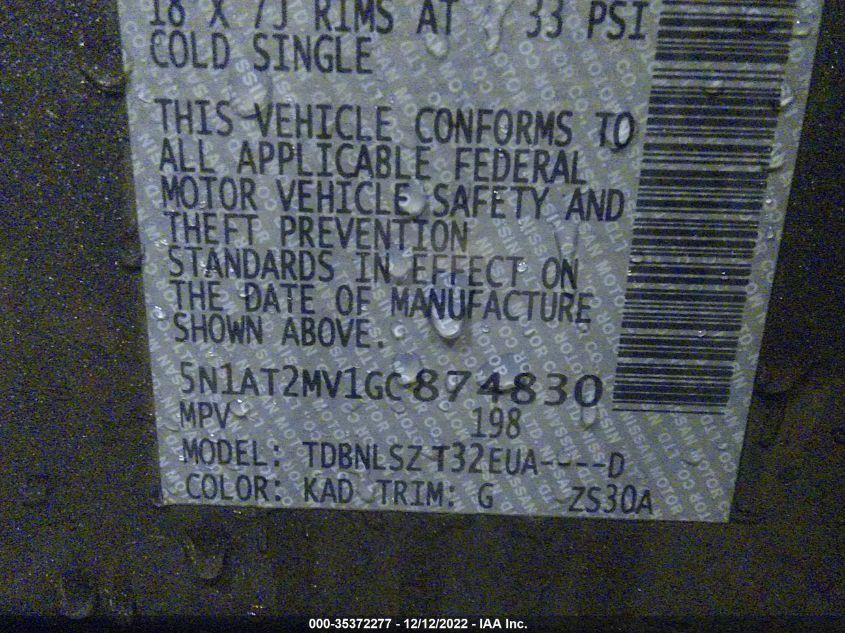 18 X 7J RIMS AT 33 PSI
COLD SINGLE
THIS VEHICLE CONFORMS TO
ALL APPLICABLE FEDERAL
MOTOR VEHICLE SAFETY AND
THEFT PREVENTION
STANDARDS IN EFFECT ON
THE DATE OF MANUFACTURE
SHOWN ABOVE.
5N1AT2MV1GC874830
MPV 198
MODEL: TDBNLSZ T32EUA----D
COLOR: KAD TRIM: G ZS30A
000-35372277 - 12/12/2022 - IAA Inc.